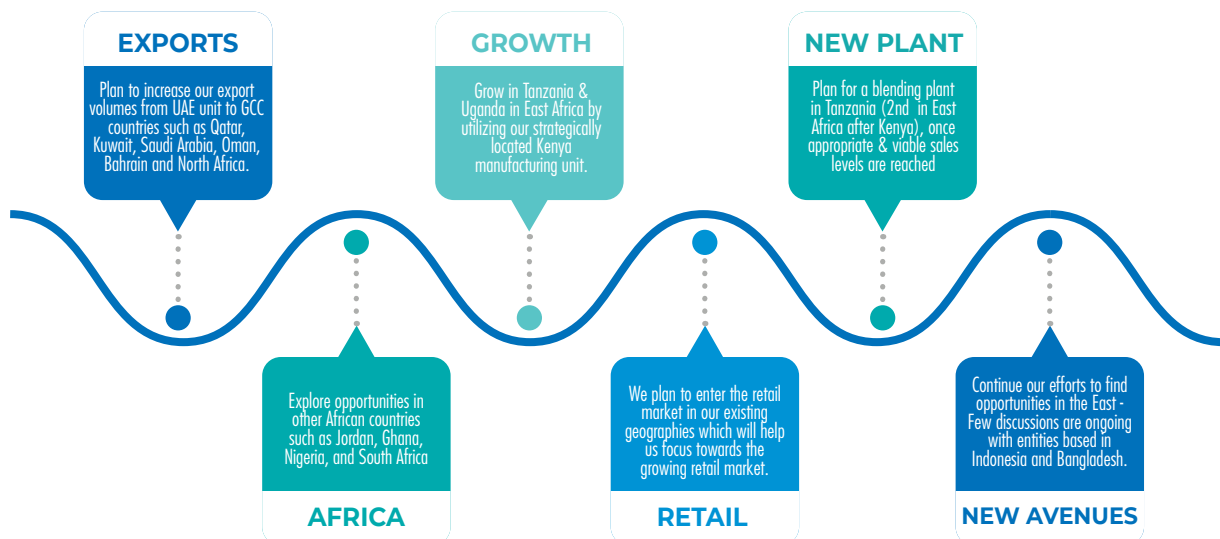 EXPORTS
Plan to increase our export
volumes from UAE unit to GCC
countries such as Qatar,
Kuwait, Saudi Arabia, Oman,
Bahrain and North Africa.
GROWTH
Grow in Tanzania &
Uganda in East Africa by
utilizing our strategically
located Kenya
manufacturing unit.
NEW PLANT
Plan for a blending plant
in Tanzania (2nd in East
Africa after Kenya), once
appropriate & viable sales
levels are reached
Explore opportunities in
other African countries
such as Jordan, Ghana,
Nigeria, and South Africa
AFRICA
We plan to enter the retail
market in our existing
geographies which will help
us focus towards the
growing retail market.
RETAIL
Continue our efforts to find
opportunities in the East -
Few discussions are ongoing
with entities based in
Indonesia and Bangladesh.
NEW AVENUES